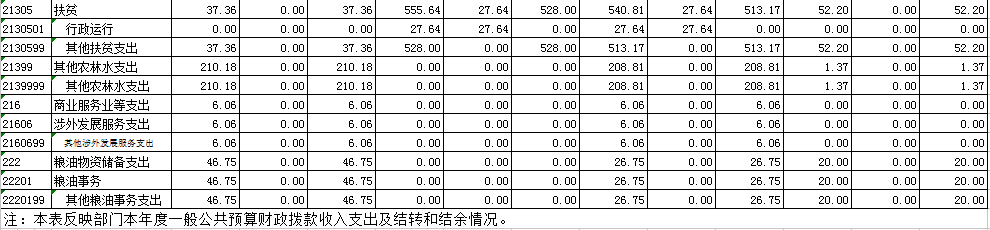 21305 扶贫 37.36 0.00 37.36 555.64 27.64 528.00 540.81 27.64 513.17 52.20 0.00 52.20
2130501 行政运行 0.00 0.00 0.00 27.64 27.64 0.00 27.64 27.64 0.00 0.00 0.00 0.00
2130599 其他扶贫支出 37.36 0.00 37.36 528.00 0.00 528.00 513.17 0.00 513.17 52.20 0.00 52.20
21399 其他农林水支出 210.18 0.00 210.18 0.00 0.00 0.00 208.81 0.00 208.81 1.37 0.00 1.37
2139999 其他农林水支出 210.18 0.00 210.18 0.00 0.00 0.00 208.81 0.00 208.81 1.37 0.00 1.37
216 商业服务业等支出 6.06 0.00 6.06 0.00 0.00 0.00 6.06 0.00 6.06 0.00 0.00 0.00
21606 涉外发展服务支出 6.06 0.00 6.06 0.00 0.00 0.00 6.06 0.00 6.06 0.00 0.00 0.00
2160699 其他涉外发展服务支出 6.06 0.00 6.06 0.00 0.00 0.00 6.06 0.00 6.06 0.00 0.00 0.00
222 粮油物资储备支出 46.75 0.00 46.75 0.00 0.00 0.00 26.75 0.00 26.75 20.00 0.00 20.00
22201 粮油事务 46.75 0.00 46.75 0.00 0.00 0.00 26.75 0.00 26.75 20.00 0.00 20.00
2220199 其他粮油事务支出 46.75 0.00 46.75 0.00 0.00 0.00 26.75 0.00 26.75 20.00 0.00 20.00
注：本表反映部门本年度一般公共预算财政拨款收入支出及结转和结余情况。